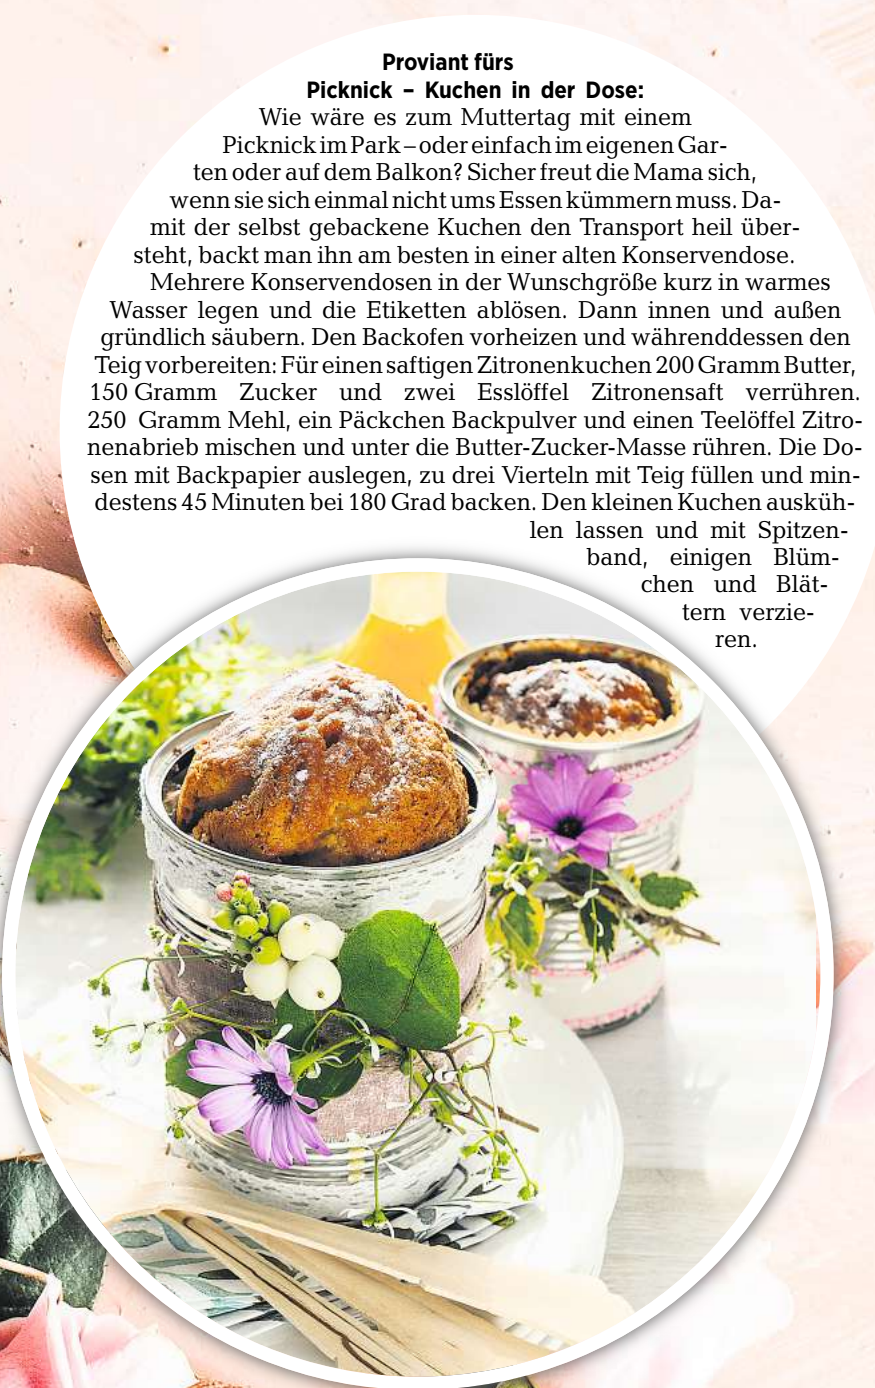 Proviant fürs
Picknick – Kuchen in der Dose:
Wie wäre es zum Muttertag mit einem
Picknick im Park – oder einfach im eigenen Gar-
ten oder auf dem Balkon? Sicher freut die Mama sich,
wenn sie sich einmal nicht ums Essen kümmern muss. Da-
mit der selbst gebackene Kuchen den Transport heil über-
steht, backt man ihn am besten in einer alten Konservendose.
Mehrere Konservendosen in der Wunschgröße kurz in warmes
Wasser legen und die Etiketten ablösen. Dann innen und außen
gründlich säubern. Den Backofen vorheizen und währenddessen den
Teig vorbereiten: Für einen saftigen Zitronenkuchen 200 Gramm Butter,
150 Gramm Zucker und zwei Esslöffel Zitronensaft verrühren.
250 Gramm Mehl, ein Päckchen Backpulver und einen Teelöffel Zitro-
nenabrieb mischen und unter die Butter-Zucker-Masse rühren. Die Do-
sen mit Backpapier auslegen, zu drei Vierteln mit Teig füllen und min-
destens 45 Minuten bei 180 Grad backen. Den kleinen Kuchen ausküh-
len lassen und mit Spitzen-
band, einigen Blüm-
chen und Blät-
tern verzie-
ren.